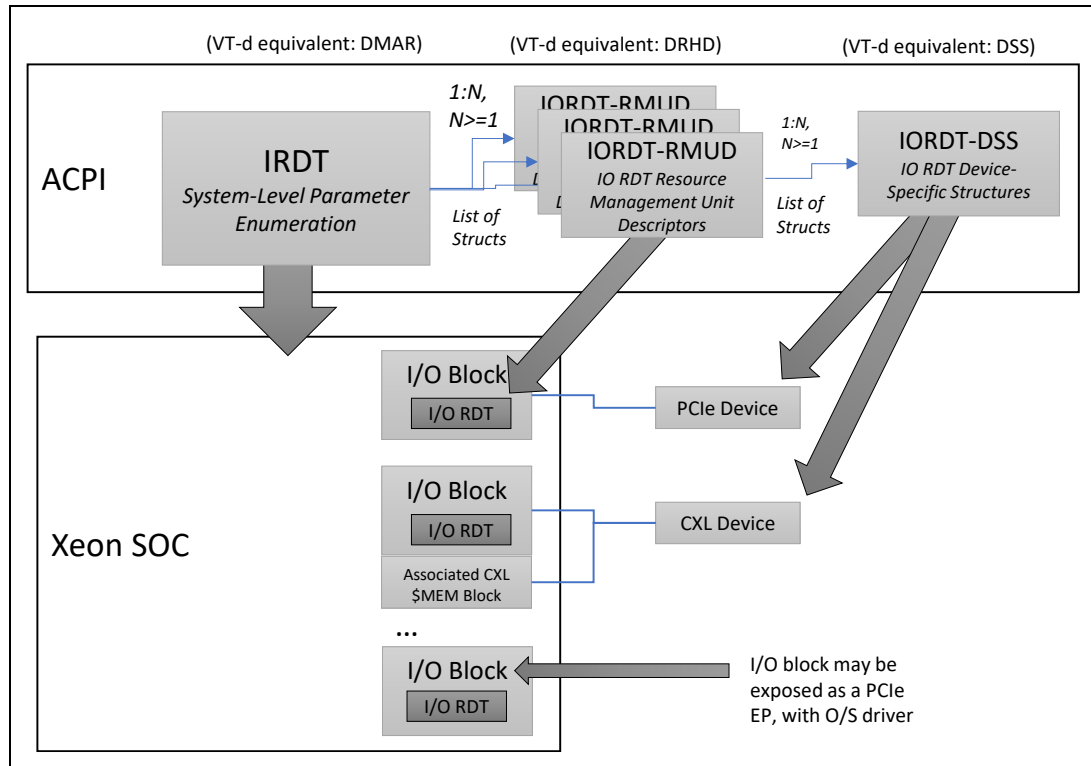 (VT-d equivalent: DMAR)
(VT-d equivalent: DRHD)
(VT-d equivalent: DSS)
ACPI
IRDT
System-Level Parameter
Enumeration
1:N,
N>=1
List of
Structs
IORDT-RMUD
IORDT-RMUD
IORDT-RMUD
IO RDT Resource
Management Unit
Descriptors
D
D
1:N,
N>=1
List of
Structs
IORDT-DSS
IO RDT Device-
Specific Structures
Xeon SOC
I/O Block
I/O RDT
PCIe Device
I/O Block
I/O RDT
Associated CXL
$MEM Block
CXL Device
...
I/O Block
I/O RDT
I/O block may be
exposed as a PCIe
EP, with O/S driver